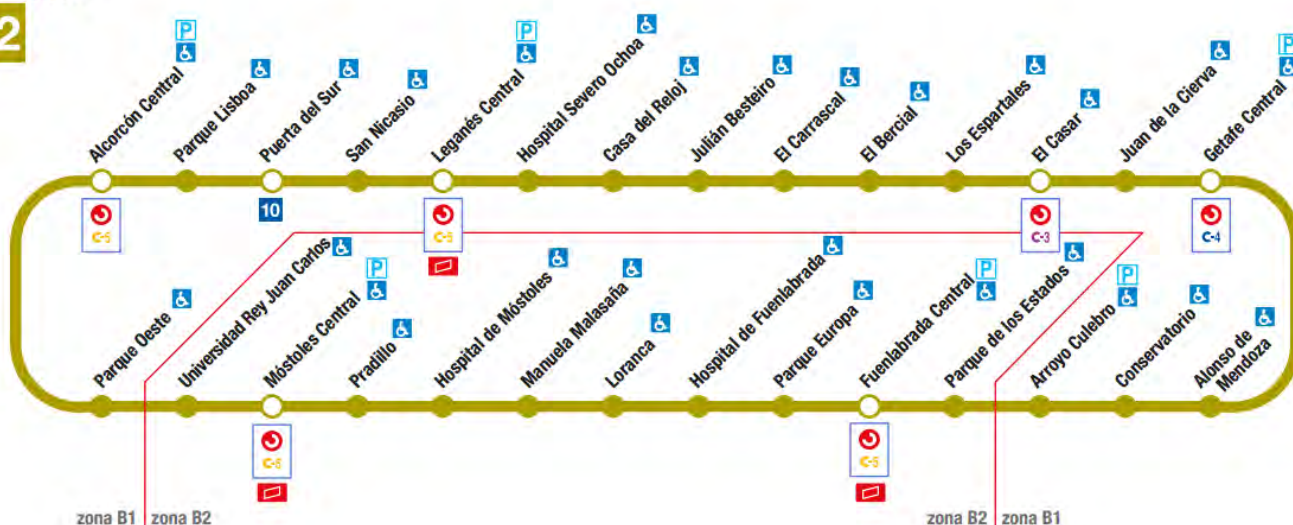 2
Alcorcón Central
P
Parque Lisboa
Puerta del Sur
San Nicasio
Leganés Central
P
Hospital Severo Ochoa
Casa del Reloj
Julián Besteiro
El Carrascal
El Bercial
Los Espartales
El Casar
Juan de la Cierva
Getafe Central
P
C-5
10
C-5
C-3
C-4
Parque Oeste
Universidad Rey Juan Carlos
Móstoles Central
P
Pradillo
Hospital de Móstoles
Manuela Malasaña
Loranca
Hospital de Fuenlabrada
Parque Europa
Fuenlabrada Central
P
Parque de los Estados
Arroyo Culebro
P
Conservatorio
Alonso de
Mendoza
C-5
C-5
zona B1
zona B2
zona B2
zona B1